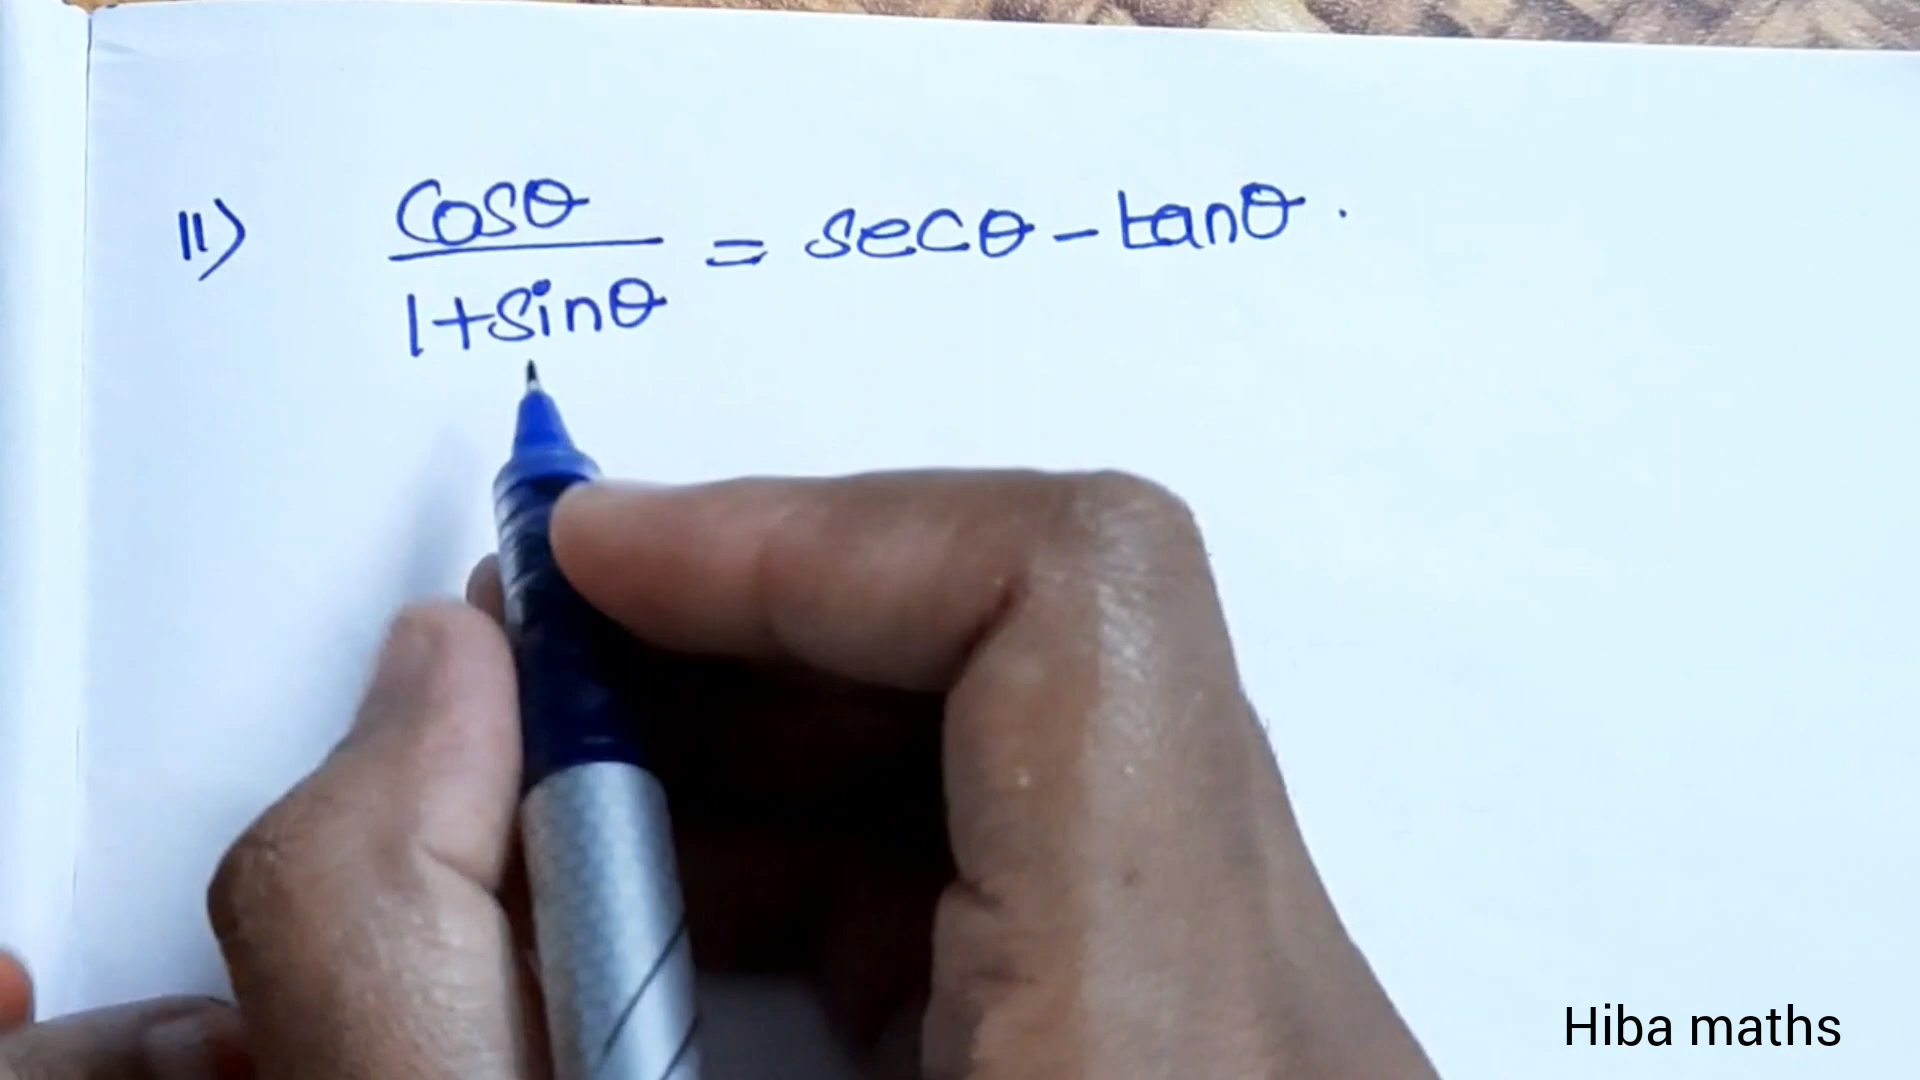 11) cosθ / 1+sinθ = secθ - tanθ.
Hiba maths